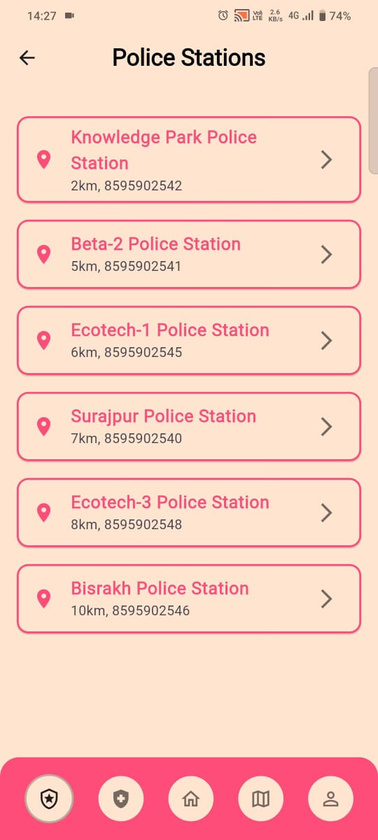 14:27 Vo) LTE 2.6 KB/s 4G 74%
Police Stations
Knowledge Park Police
Station
2km, 8595902542
Beta-2 Police Station
5km, 8595902541
Ecotech-1 Police Station
6km, 8595902545
Surajpur Police Station
7km, 8595902540
Ecotech-3 Police Station
8km, 8595902548
Bisrakh Police Station
10km, 8595902546